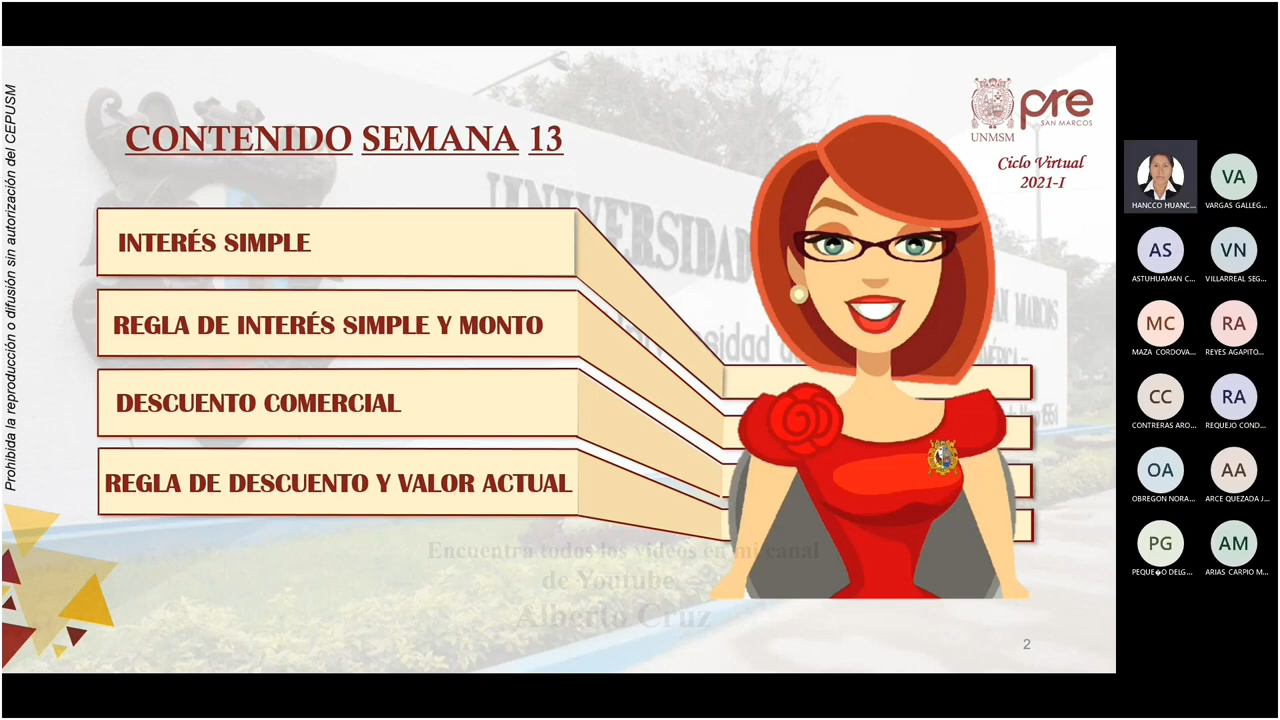 Prohibida la reproducción o difusión sin autorización del CEPUSM
CONTENIDO SEMANA 13
UNMSM
pre
SAN MARCOS
Ciclo Virtual
2021-I
INTERÉS SIMPLE
REGLA DE INTERÉS SIMPLE Y MONTO
DESCUENTO COMERCIAL
REGLA DE DESCUENTO Y VALOR ACTUAL
UNIVERSIDAD
SAN MARCOS
Encuentra todos los videos en mi canal
de Youtube
Alberto Cruz
2
HANCCO HUANC...
VA
VARGAS GALLEG...
AS
ASTUHUAMAN C...
VN
VILLARREAL SEG...
MC
MAZA CORDOVA...
RA
REYES AGAPITO...
CC
CONTRERAS ARO...
RA
REQUEJO COND...
OA
OBREGON NORA...
AA
ARCE QUEZADA J...
PG
PEQUE�O DELG...
AM
ARIAS CARPIO M...